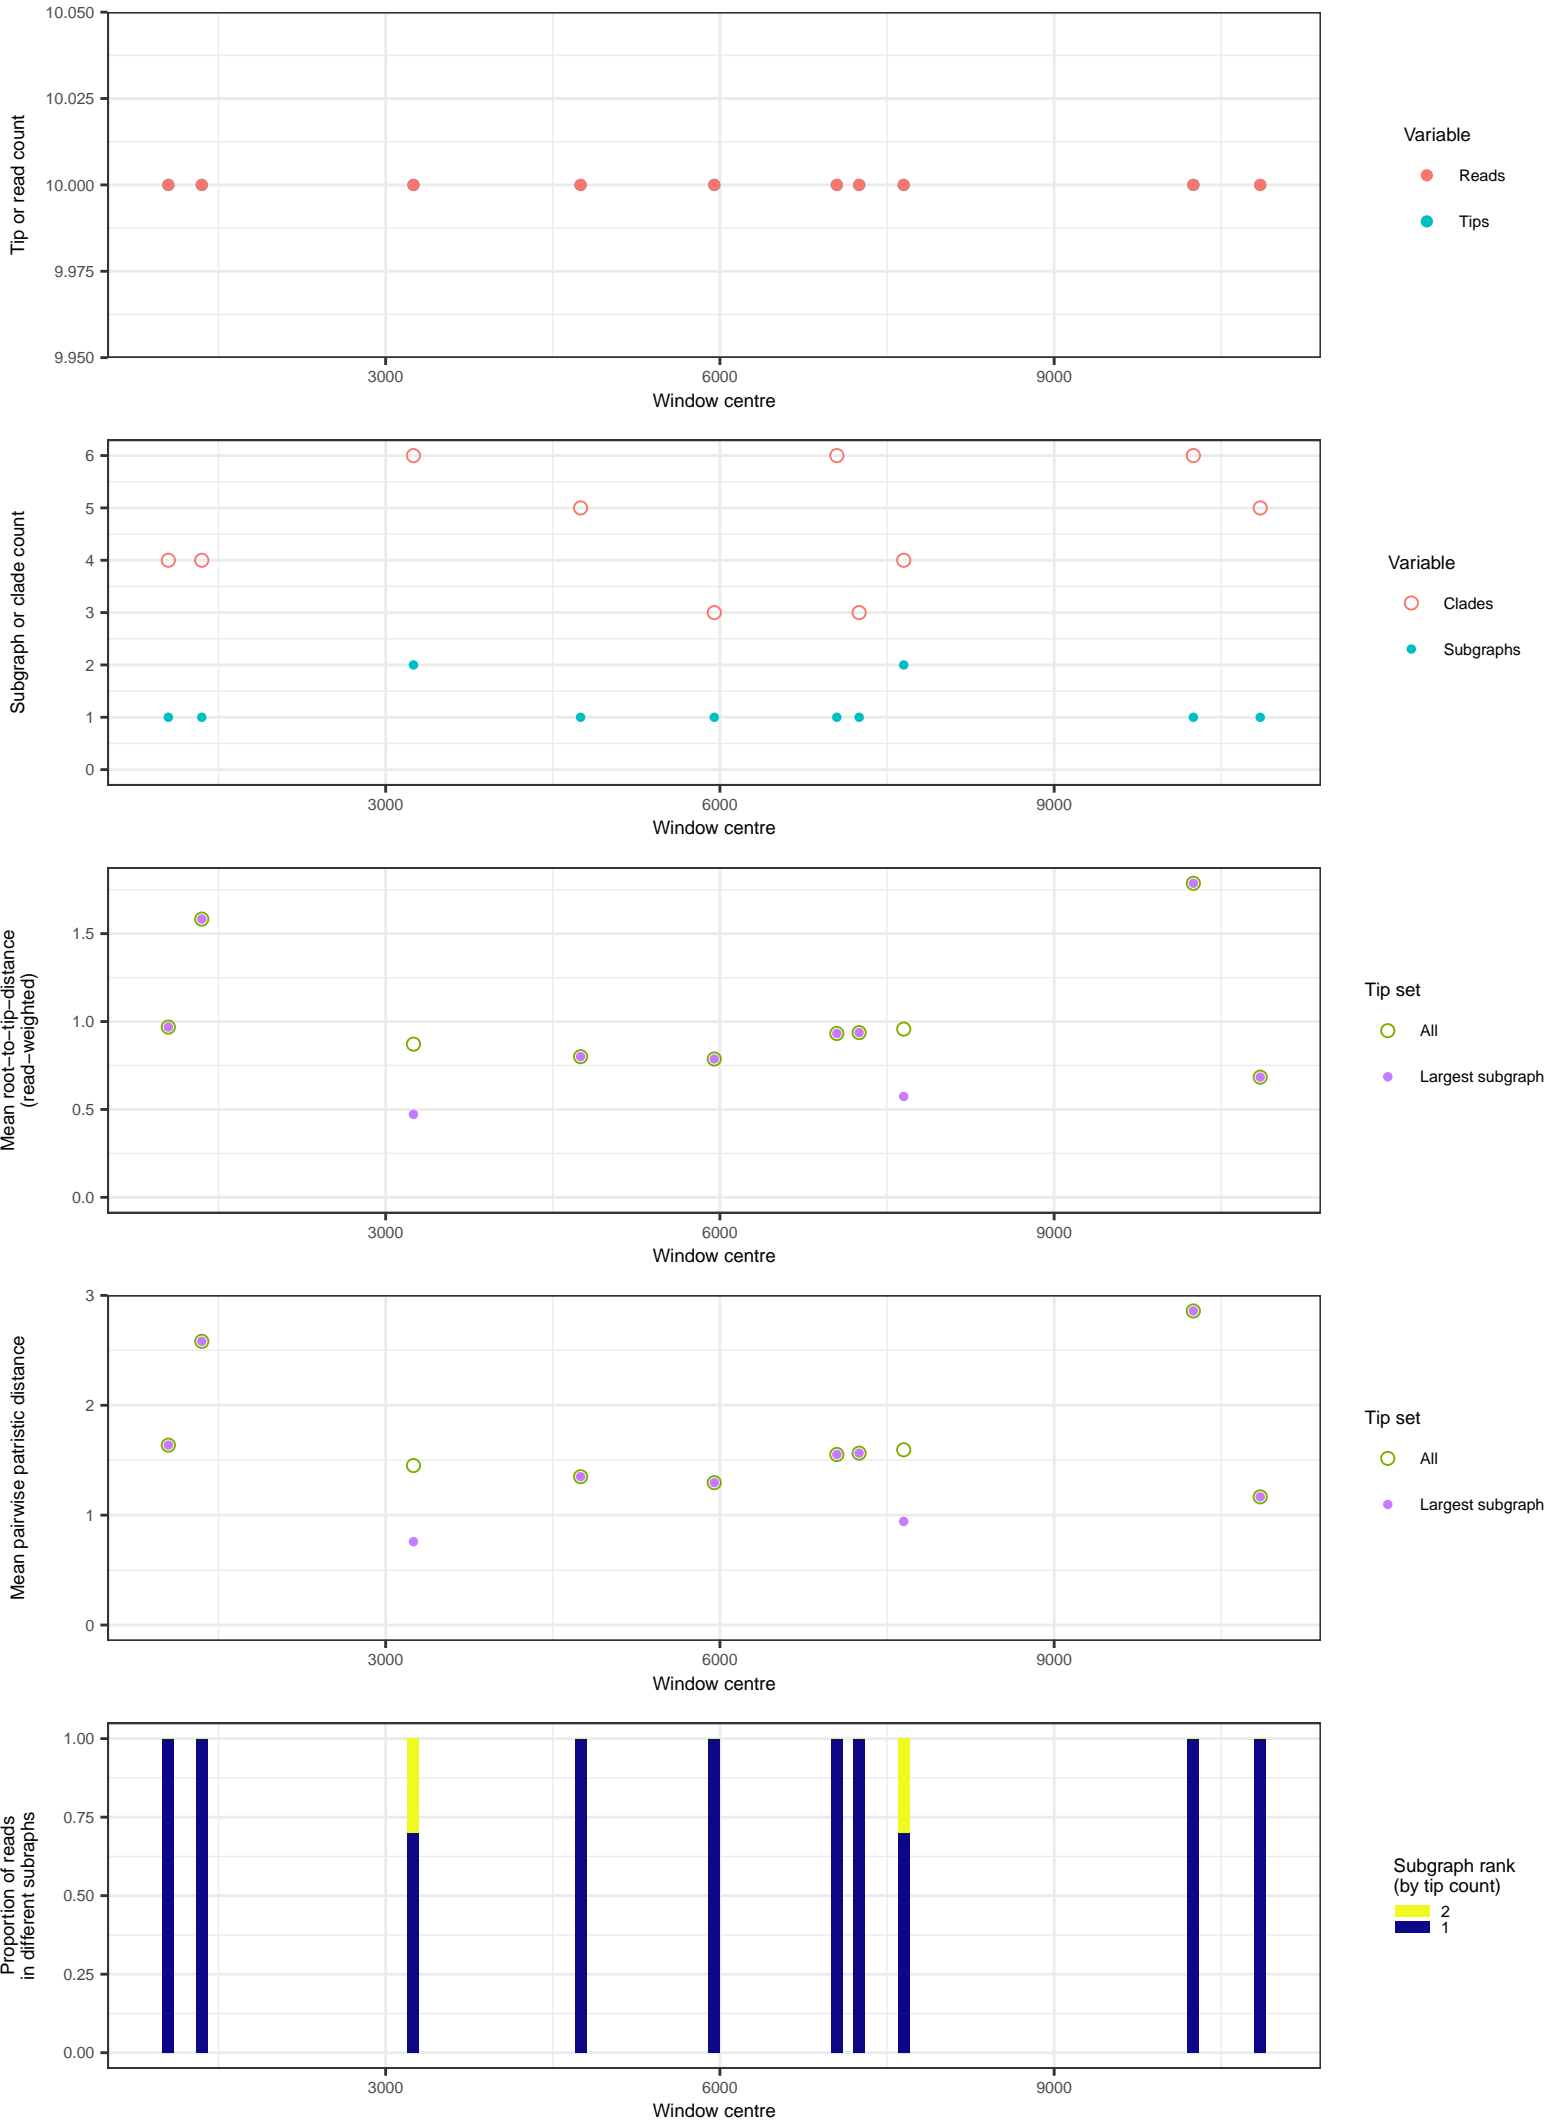 10.050
10.025
10.000
9.975
9.950
Tip or read count
3000 6000 9000
Window centre
Variable
Reads
Tips
6
5
4
3
2
1
0
Subgraph or clade count
3000 6000 9000
Window centre
Variable
Clades
Subgraphs
1.5
1.0
0.5
0.0
Mean root−to−tip−distance
(read−weighted)
3000 6000 9000
Window centre
Tip set
All
Largest subgraph
3
2
1
0
Mean pairwise patristic distance
3000 6000 9000
Window centre
Tip set
All
Largest subgraph
1.00
0.75
0.50
0.25
0.00
Proportion of reads
in different subraphs
3000 6000 9000
Window centre
Subgraph rank
(by tip count)
2
1